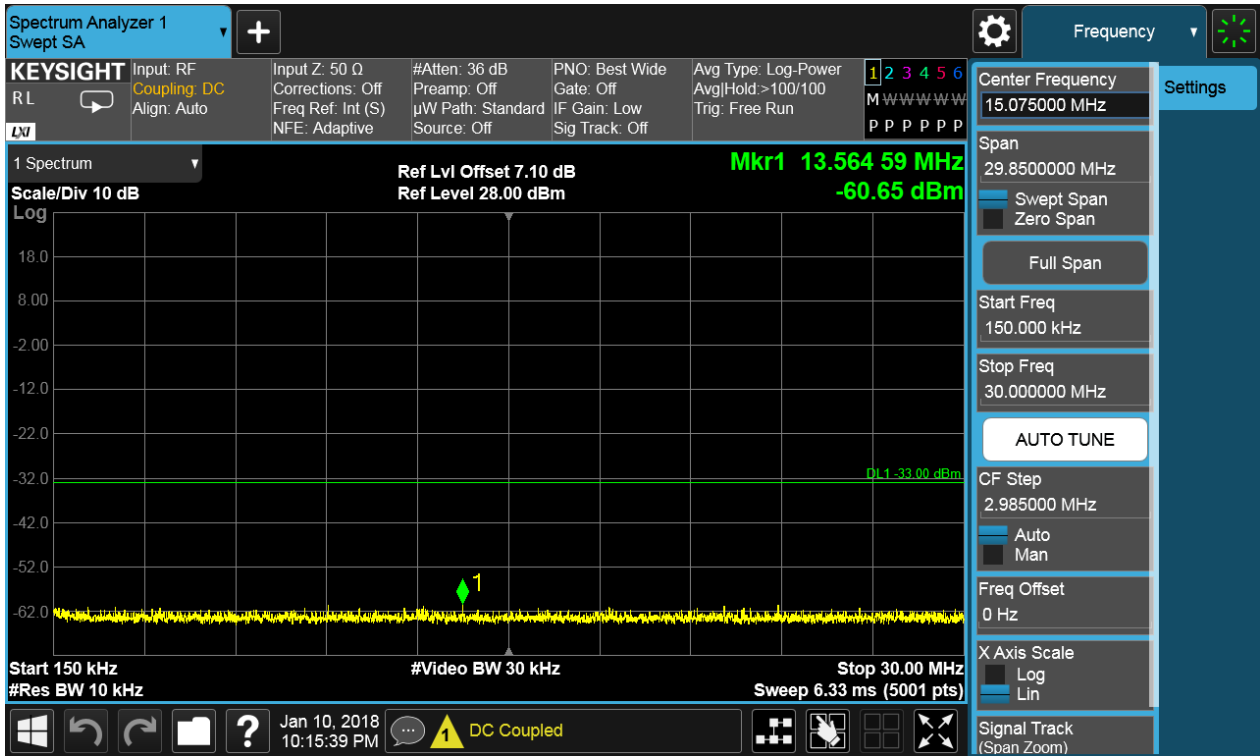 Spectrum Analyzer 1
Swept SA
+
Frequency
KEYSIGHT
RL
LXI
Input: RF
Coupling: DC
Align: Auto
Input Z: 50 Ω
Corrections: Off
Freq Ref: Int (S)
NFE: Adaptive
#Atten: 36 dB
Preamp: Off
µW Path: Standard
Source: Off
PNO: Best Wide
Gate: Off
IF Gain: Low
Sig Track: Off
Avg Type: Log-Power
Avg|Hold:>100/100
Trig: Free Run
1 2 3 4 5 6
M W W W W W
P P P P P P
1 Spectrum
Scale/Div 10 dB
Log
Ref Lvl Offset 7.10 dB
Ref Level 28.00 dBm
Mkr1 13.564 59 MHz
-60.65 dBm
18.0
8.00
-2.00
-12.0
-22.0
-32.0
-42.0
-52.0
-62.0
DL1 -33.00 dBm
1
Start 150 kHz
#Res BW 10 kHz
#Video BW 30 kHz
Stop 30.00 MHz
Sweep 6.33 ms (5001 pts)
Center Frequency
15.075000 MHz
Span
29.8500000 MHz
Swept Span
Zero Span
Full Span
Start Freq
150.000 kHz
Stop Freq
30.000000 MHz
AUTO TUNE
CF Step
2.985000 MHz
Auto
Man
Freq Offset
0 Hz
X Axis Scale
Log
Lin
Signal Track
(Span Zoom)
Settings
?
Jan 10, 2018
10:15:39 PM
1
DC Coupled